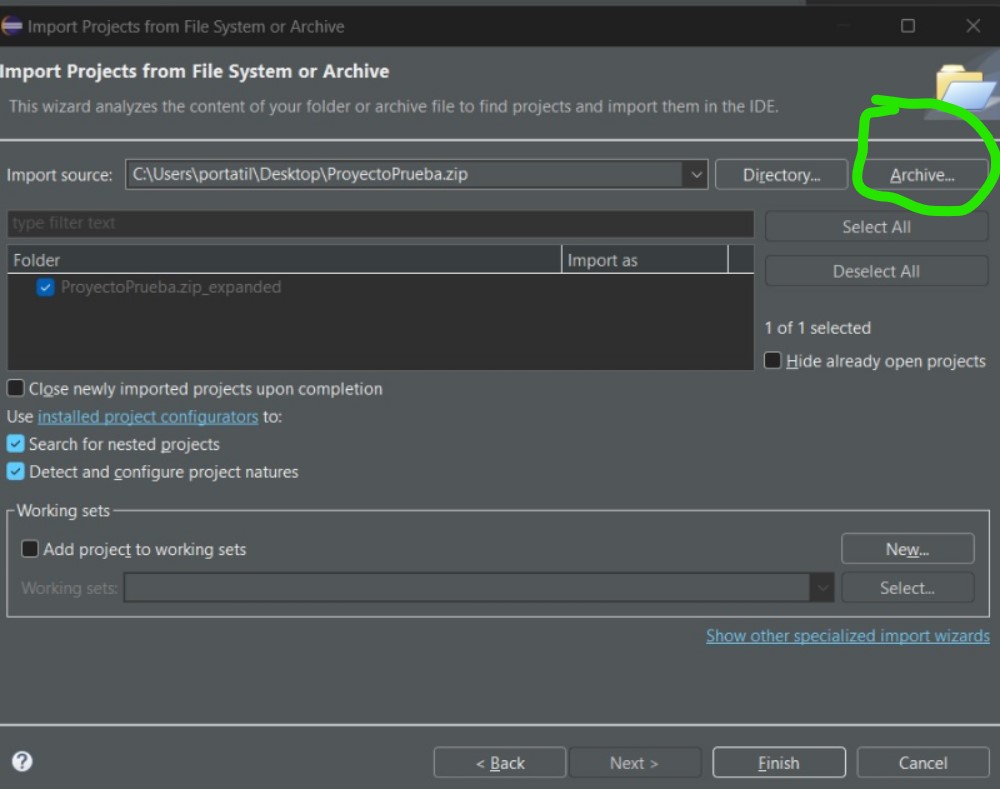 Import Projects from File System or Archive
Import Projects from File System or Archive
This wizard analyzes the content of your folder or archive file to find projects and import them in the IDE.
Import source: C:\Users\portatil\Desktop\ProyectoPrueba.zip Directory... Archive...
type filter text
Select All
Folder Import as
Deselect All
ProyectoPrueba.zip_expanded
1 of 1 selected
Hide already open projects
Close newly imported projects upon completion
Use installed project configurators to:
Search for nested projects
Detect and configure project natures
Working sets
Add project to working sets New...
Working sets: Select...
Show other specialized import wizards
? < Back Next > Finish Cancel